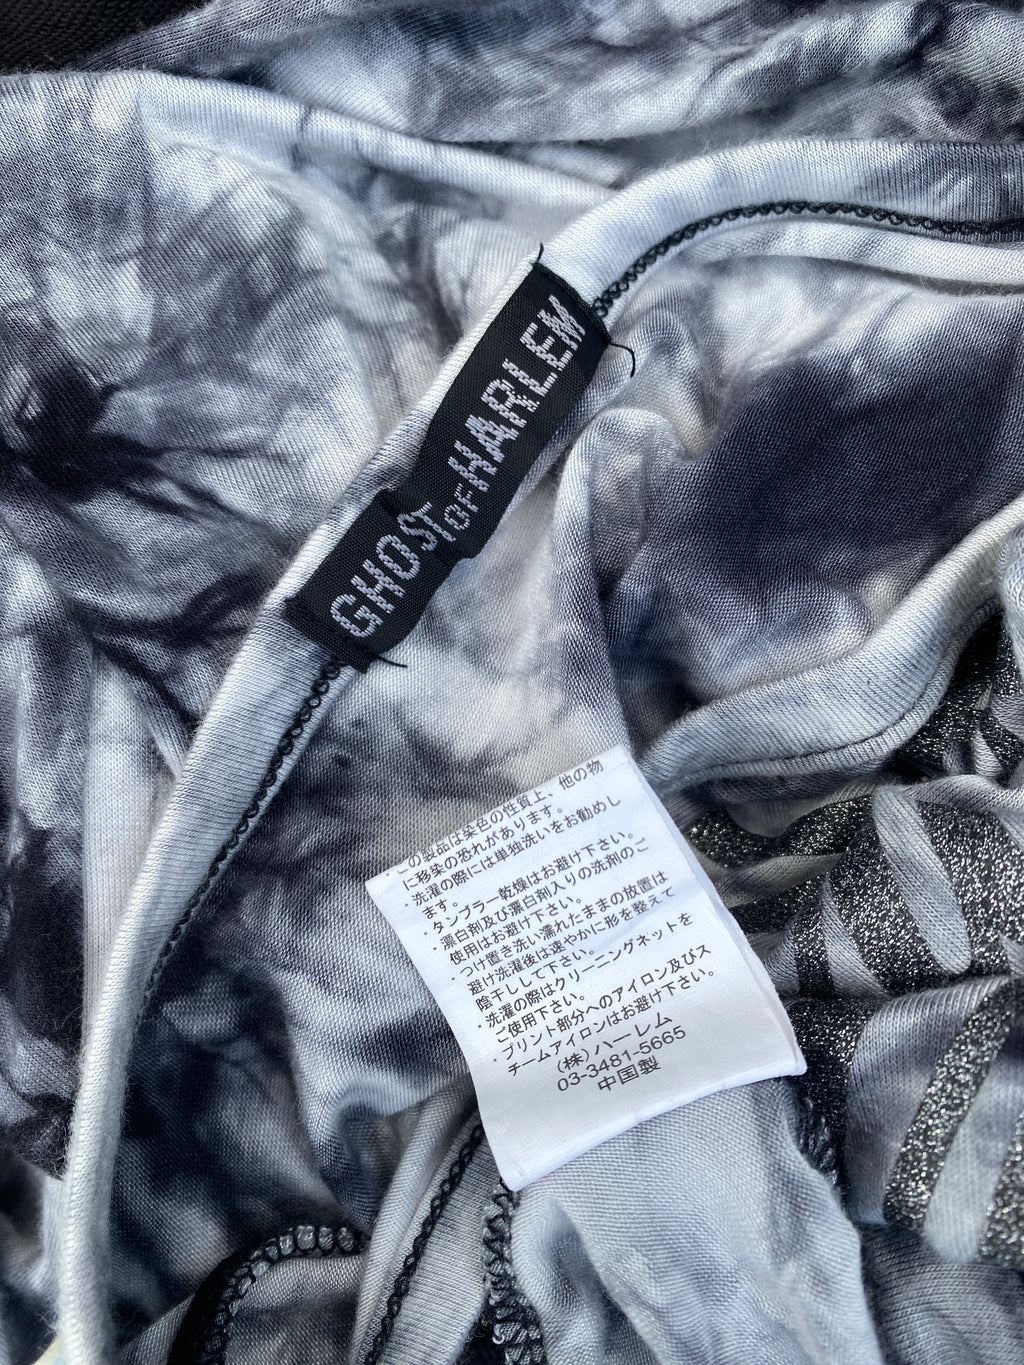 GHOST OF HARLEM
・この製品は染色の性質上、他の物
に移染の恐れがあります。
・洗濯の際には単独洗いをお勧めし
ます。
・タンブラー乾燥はお避け下さい。
・漂白剤及び漂白剤入りの洗剤のご
使用はお避け下さい。
・つけ置き洗い濡れたままの放置は
避け洗濯後は速やかに形を整えて
陰干しして下さい。
・洗濯の際はクリーニングネットを
ご使用下さい。
・プリント部分へのアイロン及びス
チームアイロンはお避け下さい。
(株)ハーレム
03-3481-5665
中国製